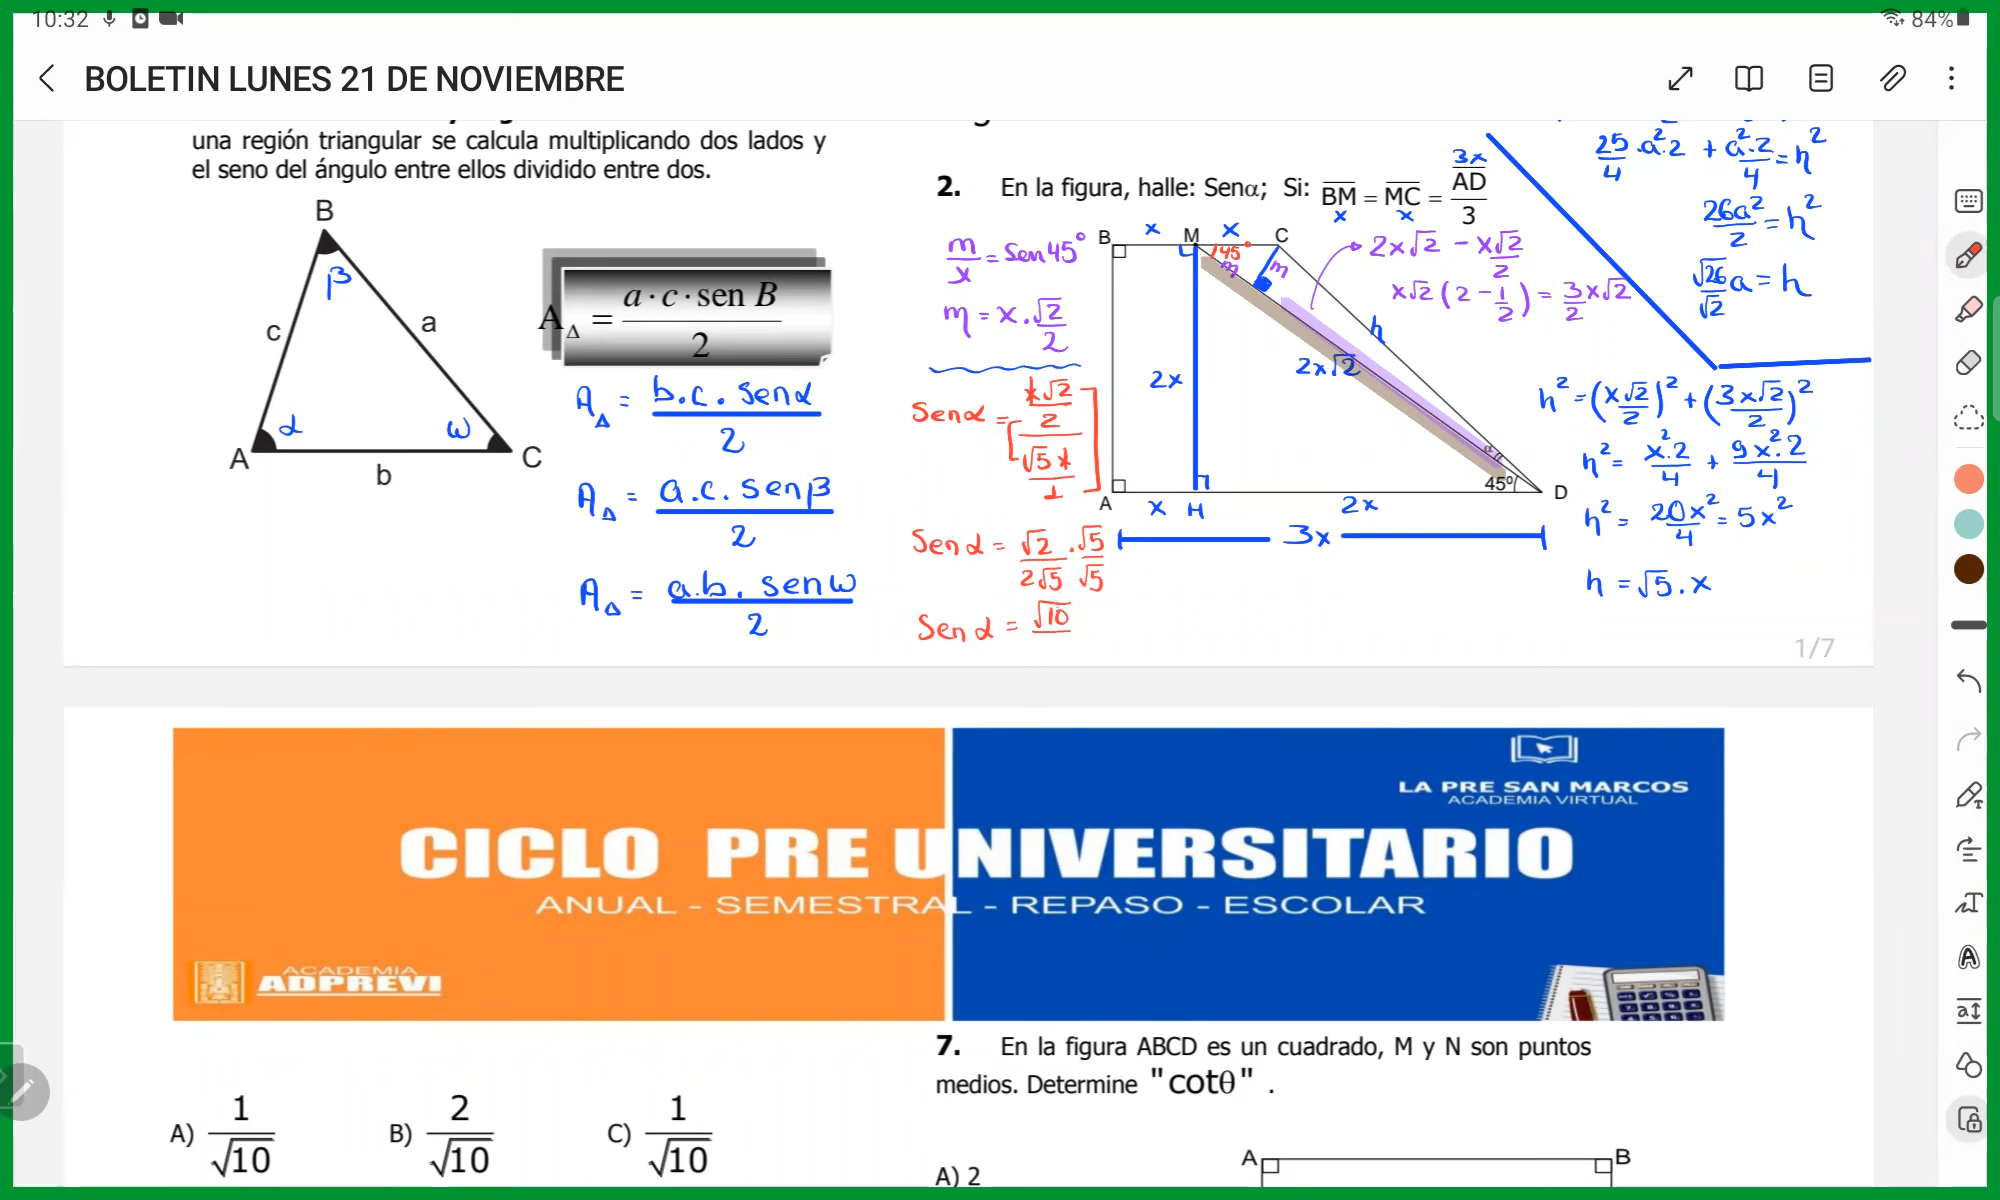 10:32
84%
BOLETIN LUNES 21 DE NOVIEMBRE
una región triangular se calcula multiplicando dos lados y
el seno del ángulo entre ellos dividido entre dos.
B
β
c
a
α
ω
A
C
b
A△ = a · c · sen B / 2
A△ = b.c. Senα / 2
A△ = a.c. Senβ / 2
A△ = a.b. senω / 2
2. En la figura, halle: Senα; Si: BM = MC = AD / 3
3x
x x
m/x = Sen45°
m = x.√2/2
Senα = [x√2/2 / √5x/1]
Senα = √2/2√5 . √5/√5
Senα = √10
B x M x C
45°
m
m
2x√2 - x√2/2
x√2 (2 - 1/2) = 3/2 x√2
h
2x
2x√2
α
45º
A x H 2x D
3x
25/4 .a².2 + a².2/4 = h²
26a²/2 = h²
√26/√2 a = h
h² = (x√2/2)² + (3x√2/2)²
h² = x².2/4 + 9x².2/4
h² = 20x²/4 = 5x²
h = √5.x
1/7
LA PRE SAN MARCOS
ACADEMIA VIRTUAL
CICLO PRE UNIVERSITARIO
ANUAL - SEMESTRAL - REPASO - ESCOLAR
ACADEMIA
ADPREVI
A) 1/√10 B) 2/√10 C) 1/√10
7. En la figura ABCD es un cuadrado, M y N son puntos
medios. Determine "cotθ" .
A) 2
A B